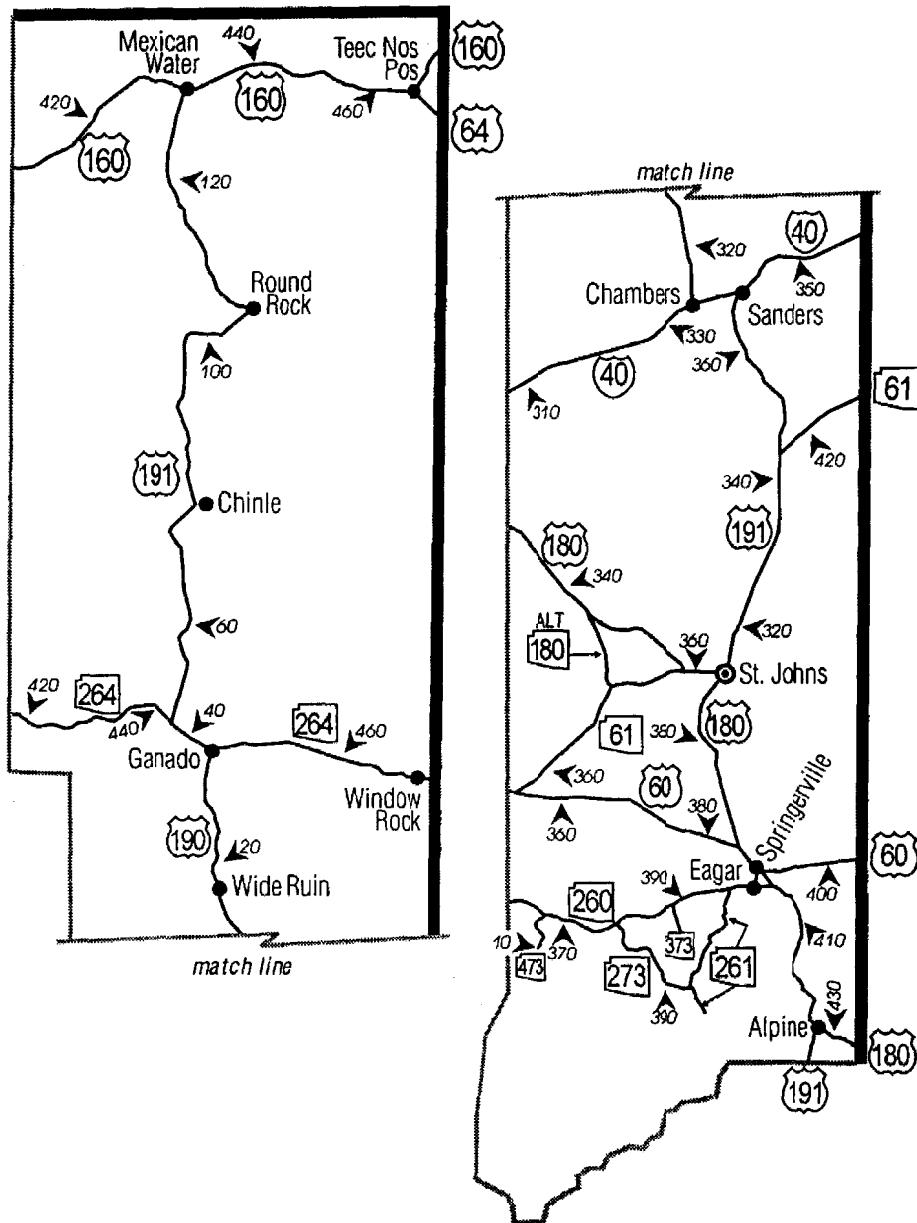 Mexican
Water
440
Teec Nos
Pos
160
420
160
460
64
160
120
Round
Rock
100
191
Chinle
60
420
264
440
40
264
460
Ganado
Window
Rock
190
20
Wide Ruin
match line
match line
320
40
350
Chambers
Sanders
330
360
40
310
61
420
340
191
180
340
ALT
180
360
320
St. Johns
61
380
180
360
60
360
380
Springerville
60
Eagar
390
400
260
10
473
370
273
373
261
410
390
430
Alpine
180
191